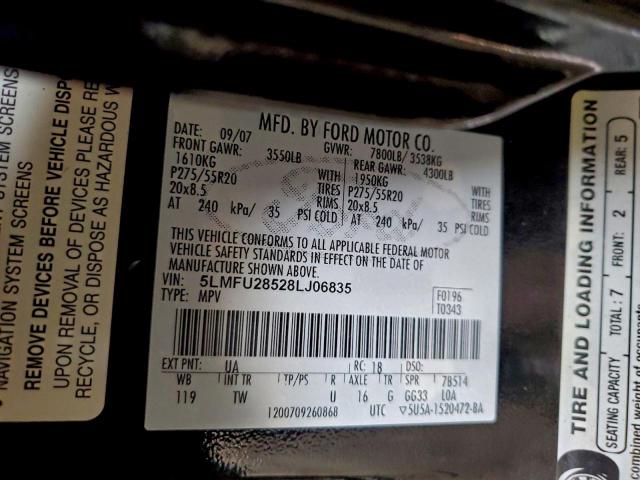 NAVIGATION SYSTEM SCREENS
REMOVE DEVICES BEFORE VEHICLE DISP
UPON REMOVAL OF DEVICES PLEASE RE
RECYCLE, OR DISPOSE AS HAZARDOUS W
MFD. BY FORD MOTOR CO.
DATE: 09/07 GVWR: 7800LB/ 3538KG
FRONT GAWR: 3550LB REAR GAWR: 4300LB
1610KG WITH 1950KG WITH
P275/55R20 TIRES P275/55R20 TIRES
20x8.5 RIMS. 20x8.5 RIMS.
AT 240 kPa/ 35 PSI COLD AT 240 kPa/ 35 PSI COLD
THIS VEHICLE CONFORMS TO ALL APPLICABLE FEDERAL MOTOR
VEHICLE SAFETY STANDARDS IN EFFECT ON THE DATE OF
MANUFACTURE SHOWN ABOVE.
VIN: 5LMFU28528LJ06835
TYPE: MPV F0196
T0343
EXT PNT: UA RC: 18 DSO:
WB INT TR TP/PS R AXLE TR SPR 7B514
119 TW U 16 G GG33 LOA
1200709260868 UTC ▽5U5A-1520472-BA
TIRE AND LOADING INFORMATION
SEATING CAPACITY TOTAL: 7 FRONT: 2 REAR: 5
combined weight of